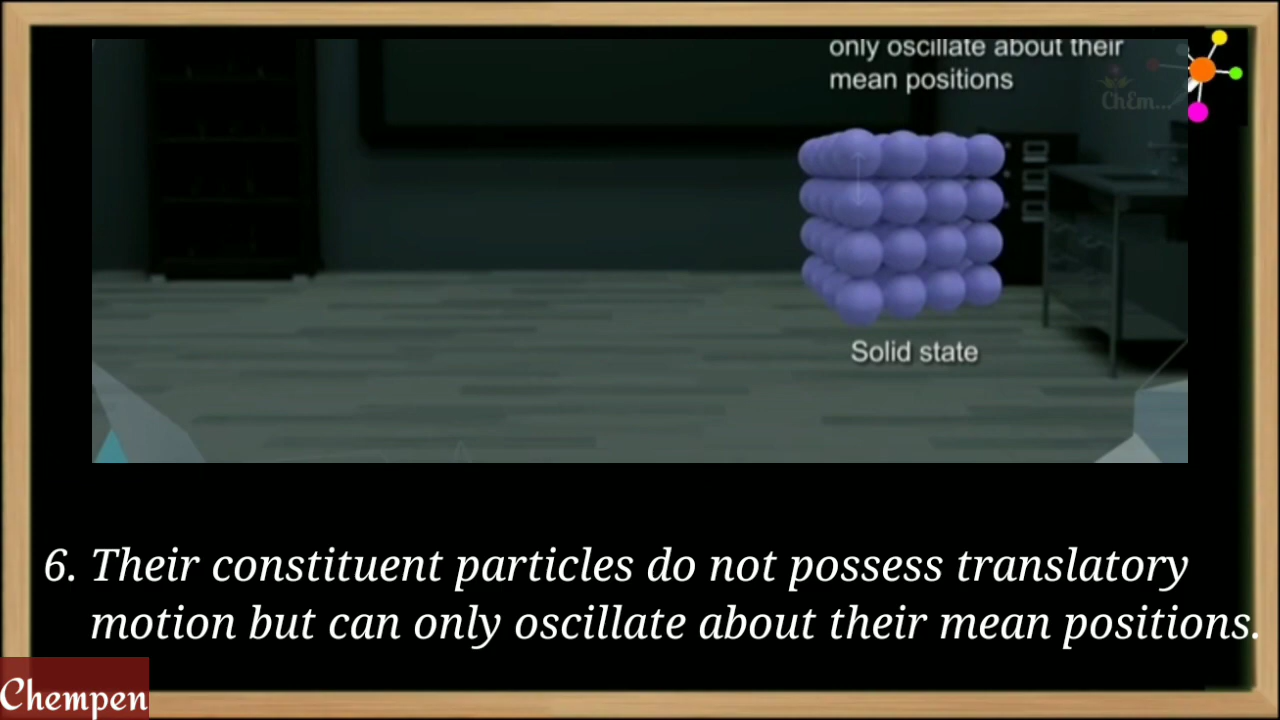 only oscillate about their
mean positions
ChEm...
Solid state
6. Their constituent particles do not possess translatory
motion but can only oscillate about their mean positions.
Chempen